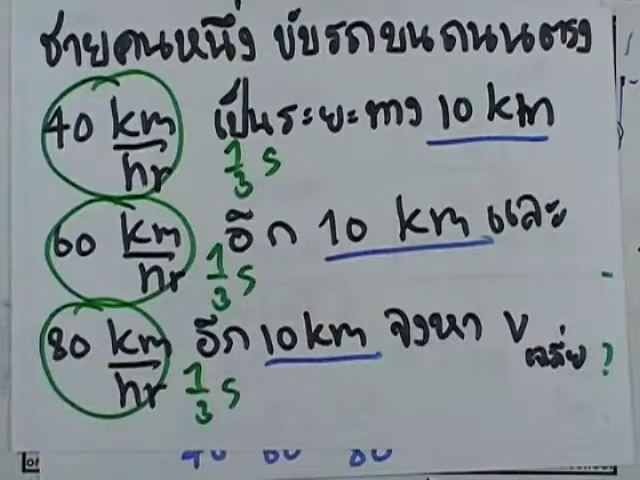 ชายคนหนึ่ง ขับรถบนถนนตรง
40 km/hr เป็นระยะทาง 10 km
1/3 s
60 km/hr อีก 10 km และ
1/3 s
80 km/hr อีก 10 km จงหา v เฉลี่ย ?
1/3 s